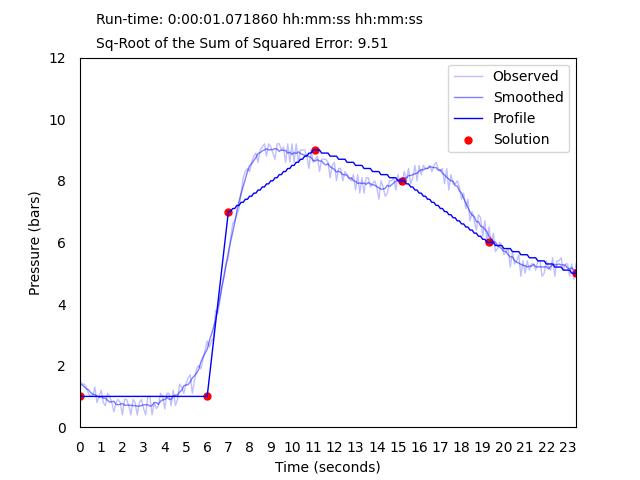 Run-time: 0:00:01.071860 hh:mm:ss hh:mm:ss
Sq-Root of the Sum of Squared Error: 9.51
12
10
8
6
4
2
0
Pressure (bars)
Observed
Smoothed
Profile
Solution
0 1 2 3 4 5 6 7 8 9 10 11 12 13 14 15 16 17 18 19 20 21 22 23
Time (seconds)